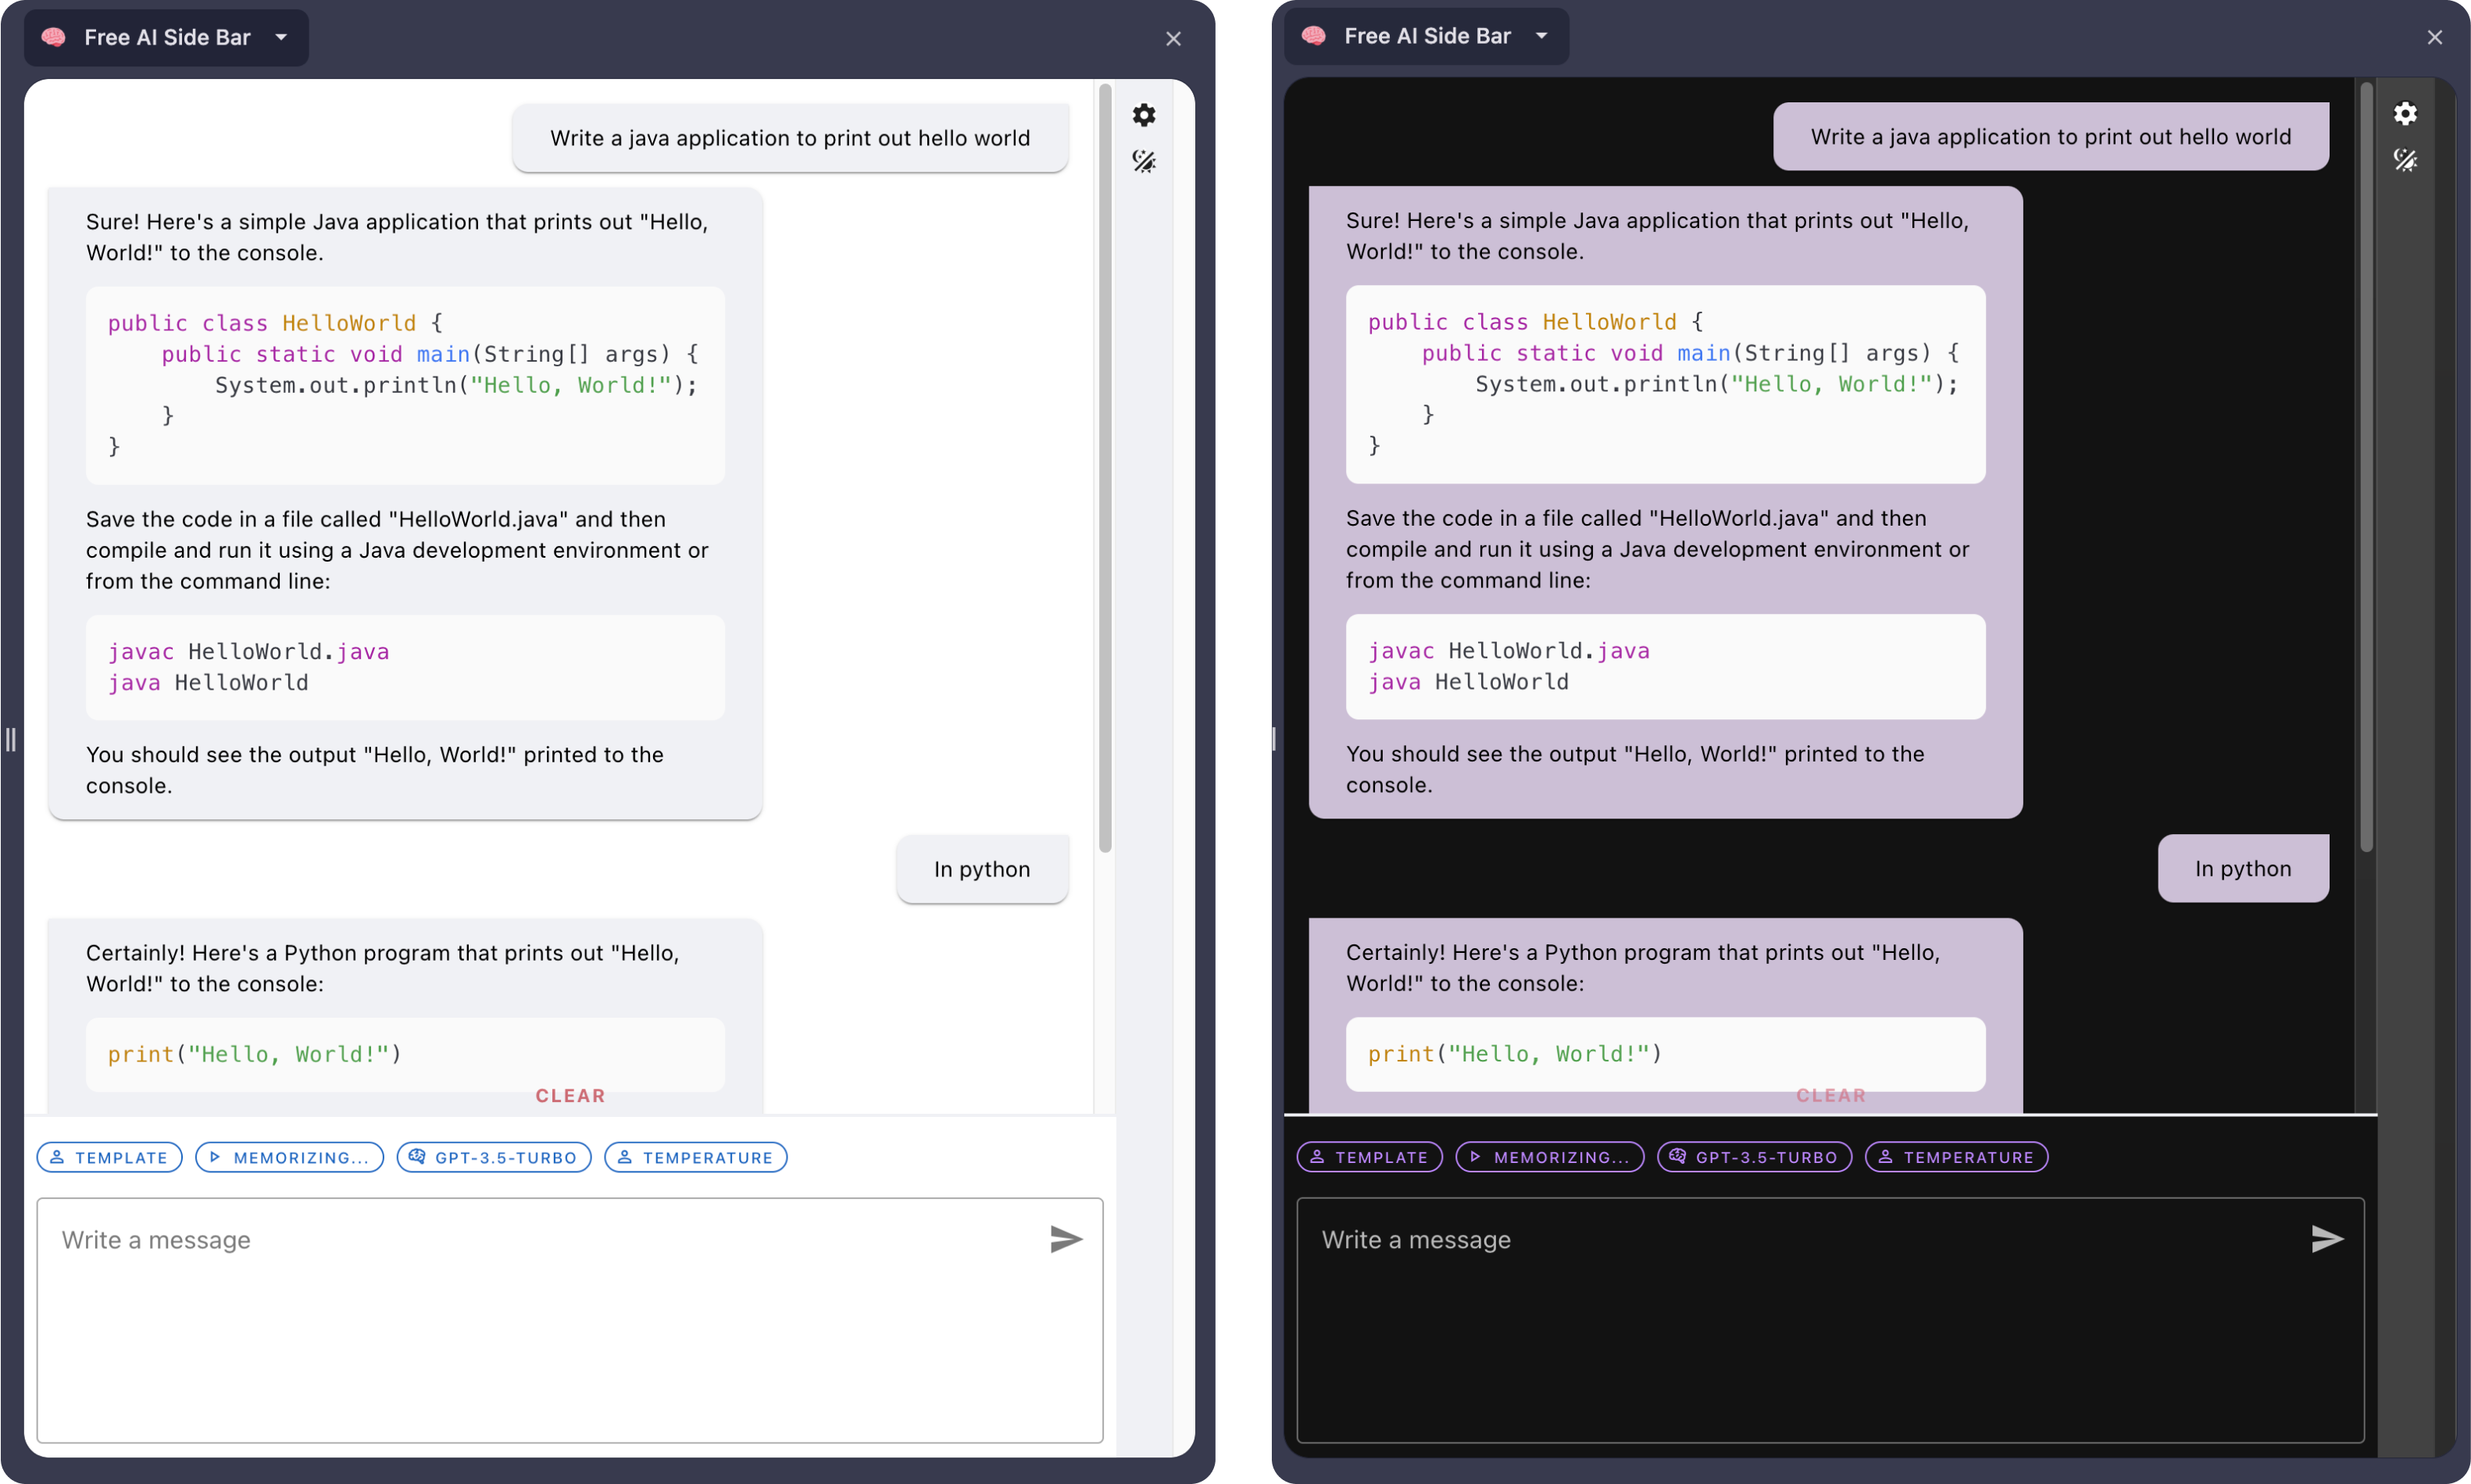 Free AI Side Bar
Write a java application to print out hello world
Sure! Here's a simple Java application that prints out "Hello,
World!" to the console.
public class HelloWorld {
    public static void main(String[] args) {
        System.out.println("Hello, World!");
    }
}
Save the code in a file called "HelloWorld.java" and then
compile and run it using a Java development environment or
from the command line:
javac HelloWorld.java
java HelloWorld
You should see the output "Hello, World!" printed to the
console.
In python
Certainly! Here's a Python program that prints out "Hello,
World!" to the console:
print("Hello, World!")
CLEAR
TEMPLATE
MEMORIZING...
GPT-3.5-TURBO
TEMPERATURE
Write a message
Free AI Side Bar
Write a java application to print out hello world
Sure! Here's a simple Java application that prints out "Hello,
World!" to the console.
public class HelloWorld {
    public static void main(String[] args) {
        System.out.println("Hello, World!");
    }
}
Save the code in a file called "HelloWorld.java" and then
compile and run it using a Java development environment or
from the command line:
javac HelloWorld.java
java HelloWorld
You should see the output "Hello, World!" printed to the
console.
In python
Certainly! Here's a Python program that prints out "Hello,
World!" to the console:
print("Hello, World!")
CLEAR
TEMPLATE
MEMORIZING...
GPT-3.5-TURBO
TEMPERATURE
Write a message